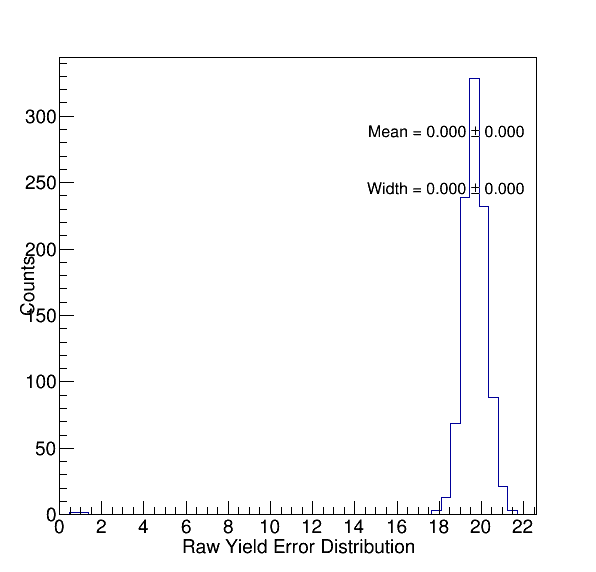 300
Mean = 0.000 ± 0.000
250
Width = 0.000 ± 0.000
200
Counts
150
100
50
0
0 2 4 6 8 10 12 14 16 18 20 22
Raw Yield Error Distribution